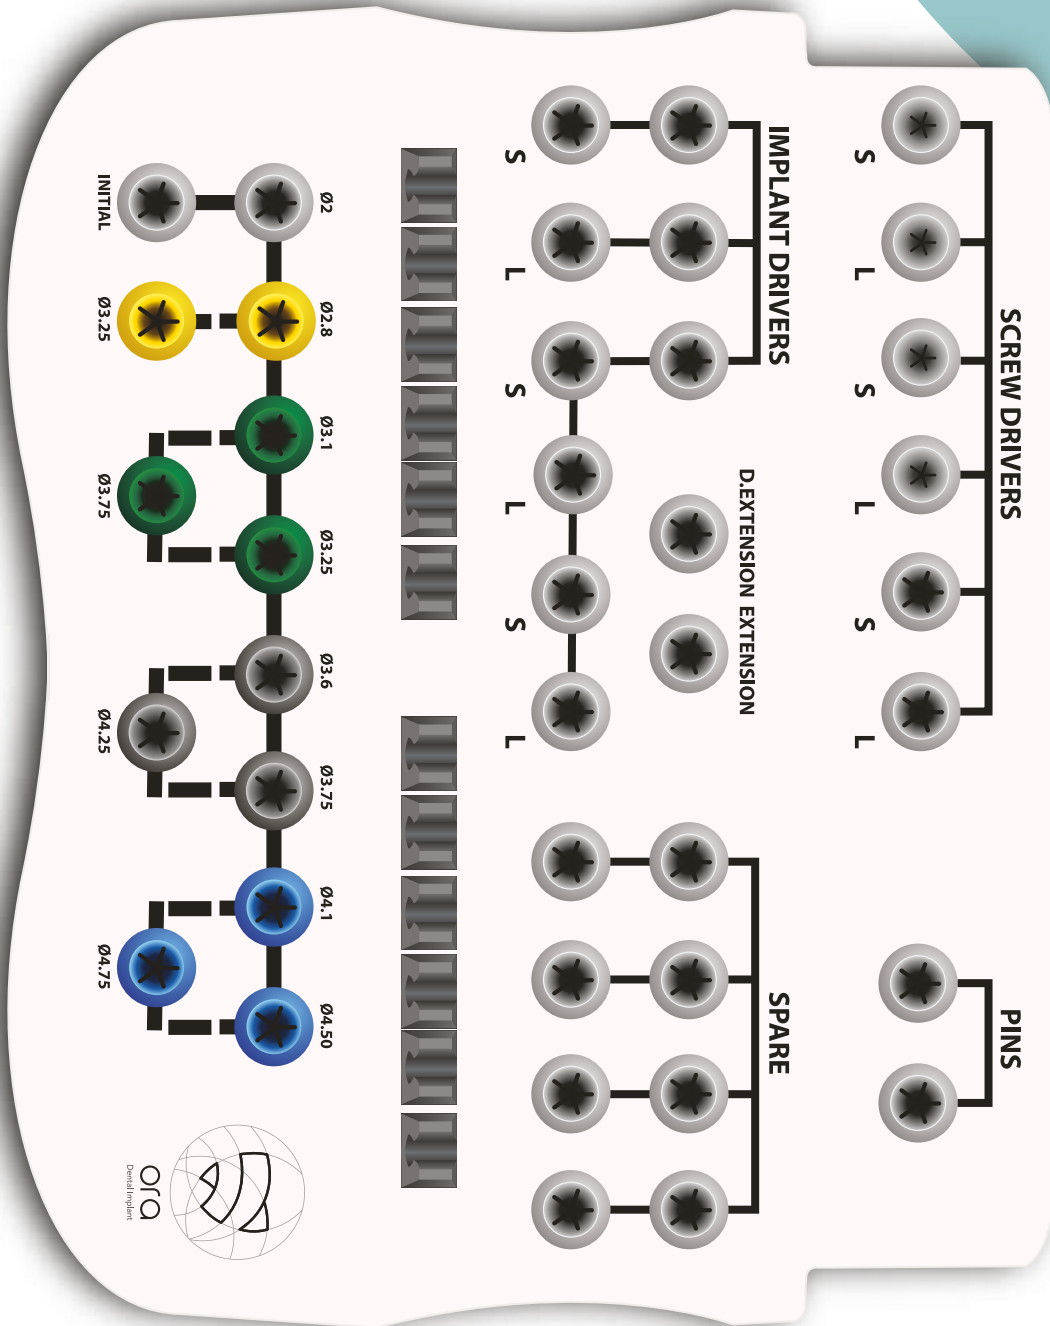 SCREW DRIVERS
S L S L S L
PINS
IMPLANT DRIVERS
D.EXTENSION EXTENSION
SPARE
S L S L S L
Ø2 Ø2.8 Ø3.1 Ø3.25 Ø3.6 Ø3.75 Ø4.1 Ø4.50
INITIAL Ø3.25 Ø3.75 Ø4.25 Ø4.75
ora
Dental Implant